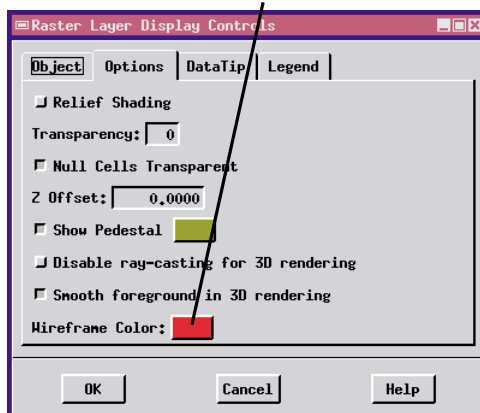 Raster Layer Display Controls
Object Options DataTip Legend
Relief Shading
Transparency: 0
Null Cells Transparent
Z Offset: 0.0000
Show Pedestal
Disable ray-casting for 3D rendering
Smooth foreground in 3D rendering
Wireframe Color:
OK Cancel Help